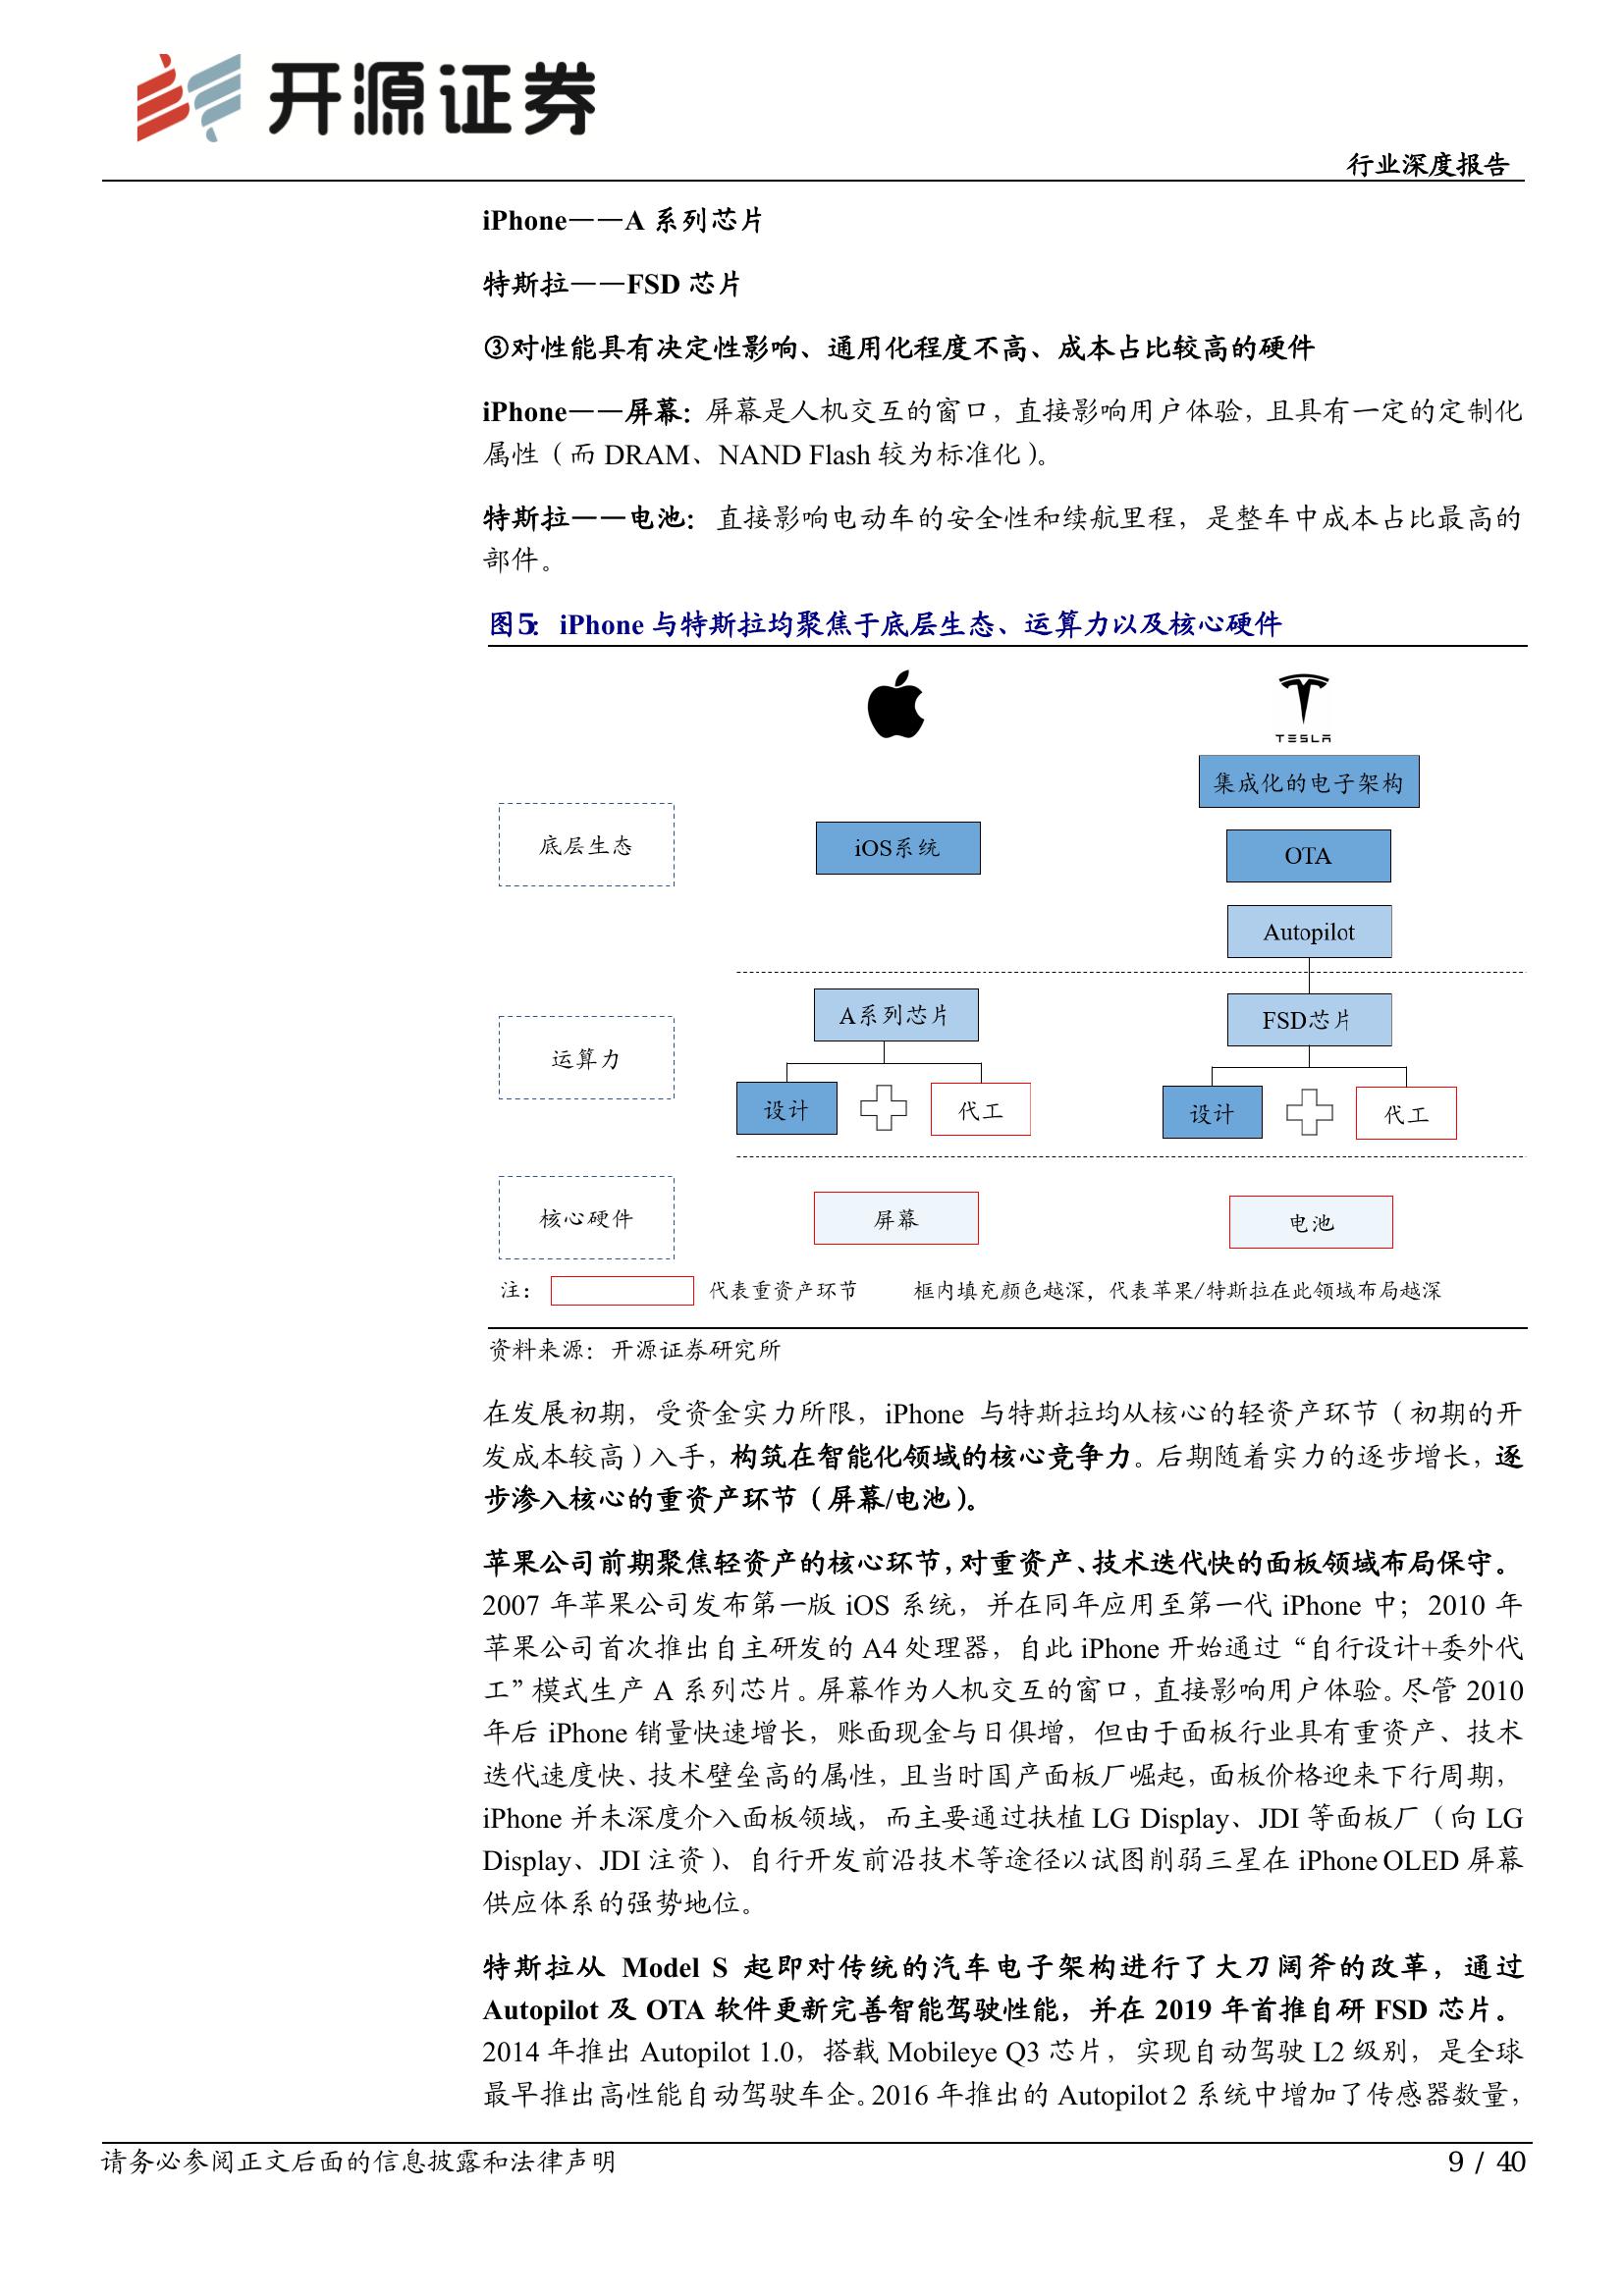 开源证券
行业深度报告
iPhone——A 系列芯片
特斯拉——FSD 芯片
③对性能具有决定性影响、通用化程度不高、成本占比较高的硬件
iPhone——屏幕：屏幕是人机交互的窗口，直接影响用户体验，且具有一定的定制化
属性（而 DRAM、NAND Flash 较为标准化）。
特斯拉——电池：直接影响电动车的安全性和续航里程，是整车中成本占比最高的
部件。
图5：iPhone 与特斯拉均聚焦于底层生态、运算力以及核心硬件
TESLA
集成化的电子架构
底层生态
iOS系统
OTA
Autopilot
A系列芯片
FSD芯片
运算力
设计
代工
设计
代工
核心硬件
屏幕
电池
注：
代表重资产环节
框内填充颜色越深，代表苹果/特斯拉在此领域布局越深
资料来源：开源证券研究所
在发展初期，受资金实力所限，iPhone 与特斯拉均从核心的轻资产环节（初期的开
发成本较高）入手，构筑在智能化领域的核心竞争力。后期随着实力的逐步增长，逐
步渗入核心的重资产环节（屏幕/电池）。
苹果公司前期聚焦轻资产的核心环节，对重资产、技术迭代快的面板领域布局保守。
2007 年苹果公司发布第一版 iOS 系统，并在同年应用至第一代 iPhone 中；2010 年
苹果公司首次推出自主研发的 A4 处理器，自此 iPhone 开始通过“自行设计+委外代
工”模式生产 A 系列芯片。屏幕作为人机交互的窗口，直接影响用户体验。尽管 2010
年后 iPhone 销量快速增长，账面现金与日俱增，但由于面板行业具有重资产、技术
迭代速度快、技术壁垒高的属性，且当时国产面板厂崛起，面板价格迎来下行周期，
iPhone 并未深度介入面板领域，而主要通过扶植 LG Display、JDI 等面板厂（向 LG
Display、JDI 注资）、自行开发前沿技术等途径以试图削弱三星在 iPhone OLED 屏幕
供应体系的强势地位。
特斯拉从 Model S 起即对传统的汽车电子架构进行了大刀阔斧的改革，通过
Autopilot 及 OTA 软件更新完善智能驾驶性能，并在 2019 年首推自研 FSD 芯片。
2014 年推出 Autopilot 1.0，搭载 Mobileye Q3 芯片，实现自动驾驶 L2 级别，是全球
最早推出高性能自动驾驶车企。2016 年推出的 Autopilot 2 系统中增加了传感器数量，
请务必参阅正文后面的信息披露和法律声明
9 / 40